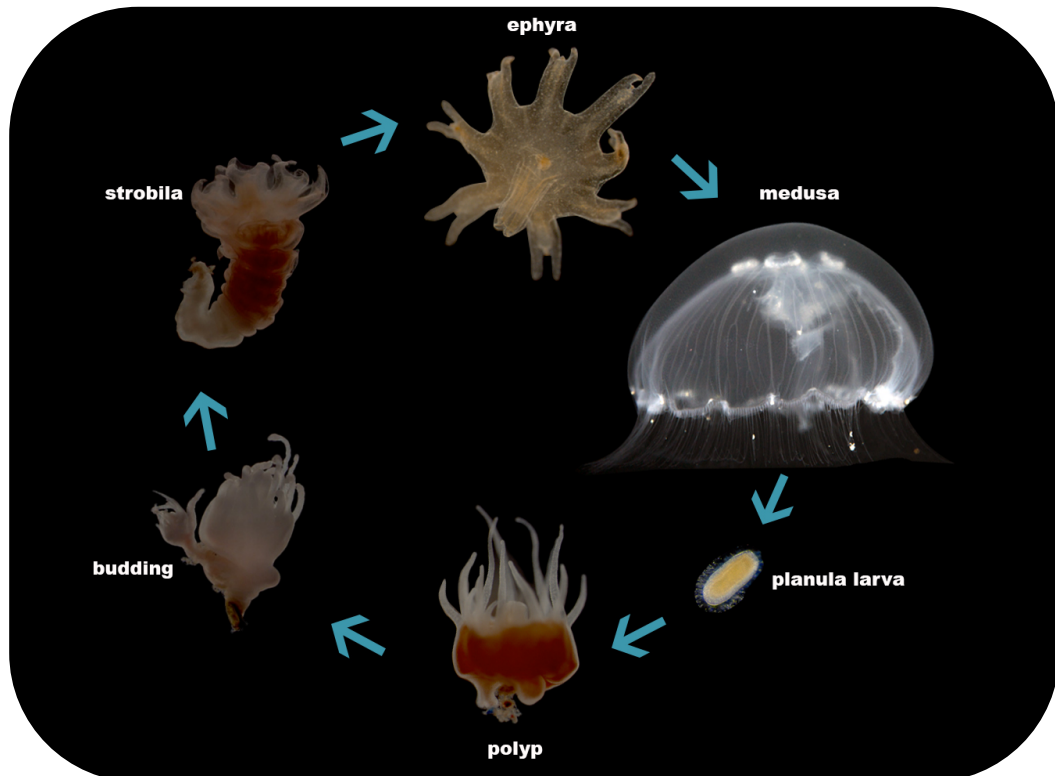 ephyra
strobila
medusa
budding
planula larva
polyp